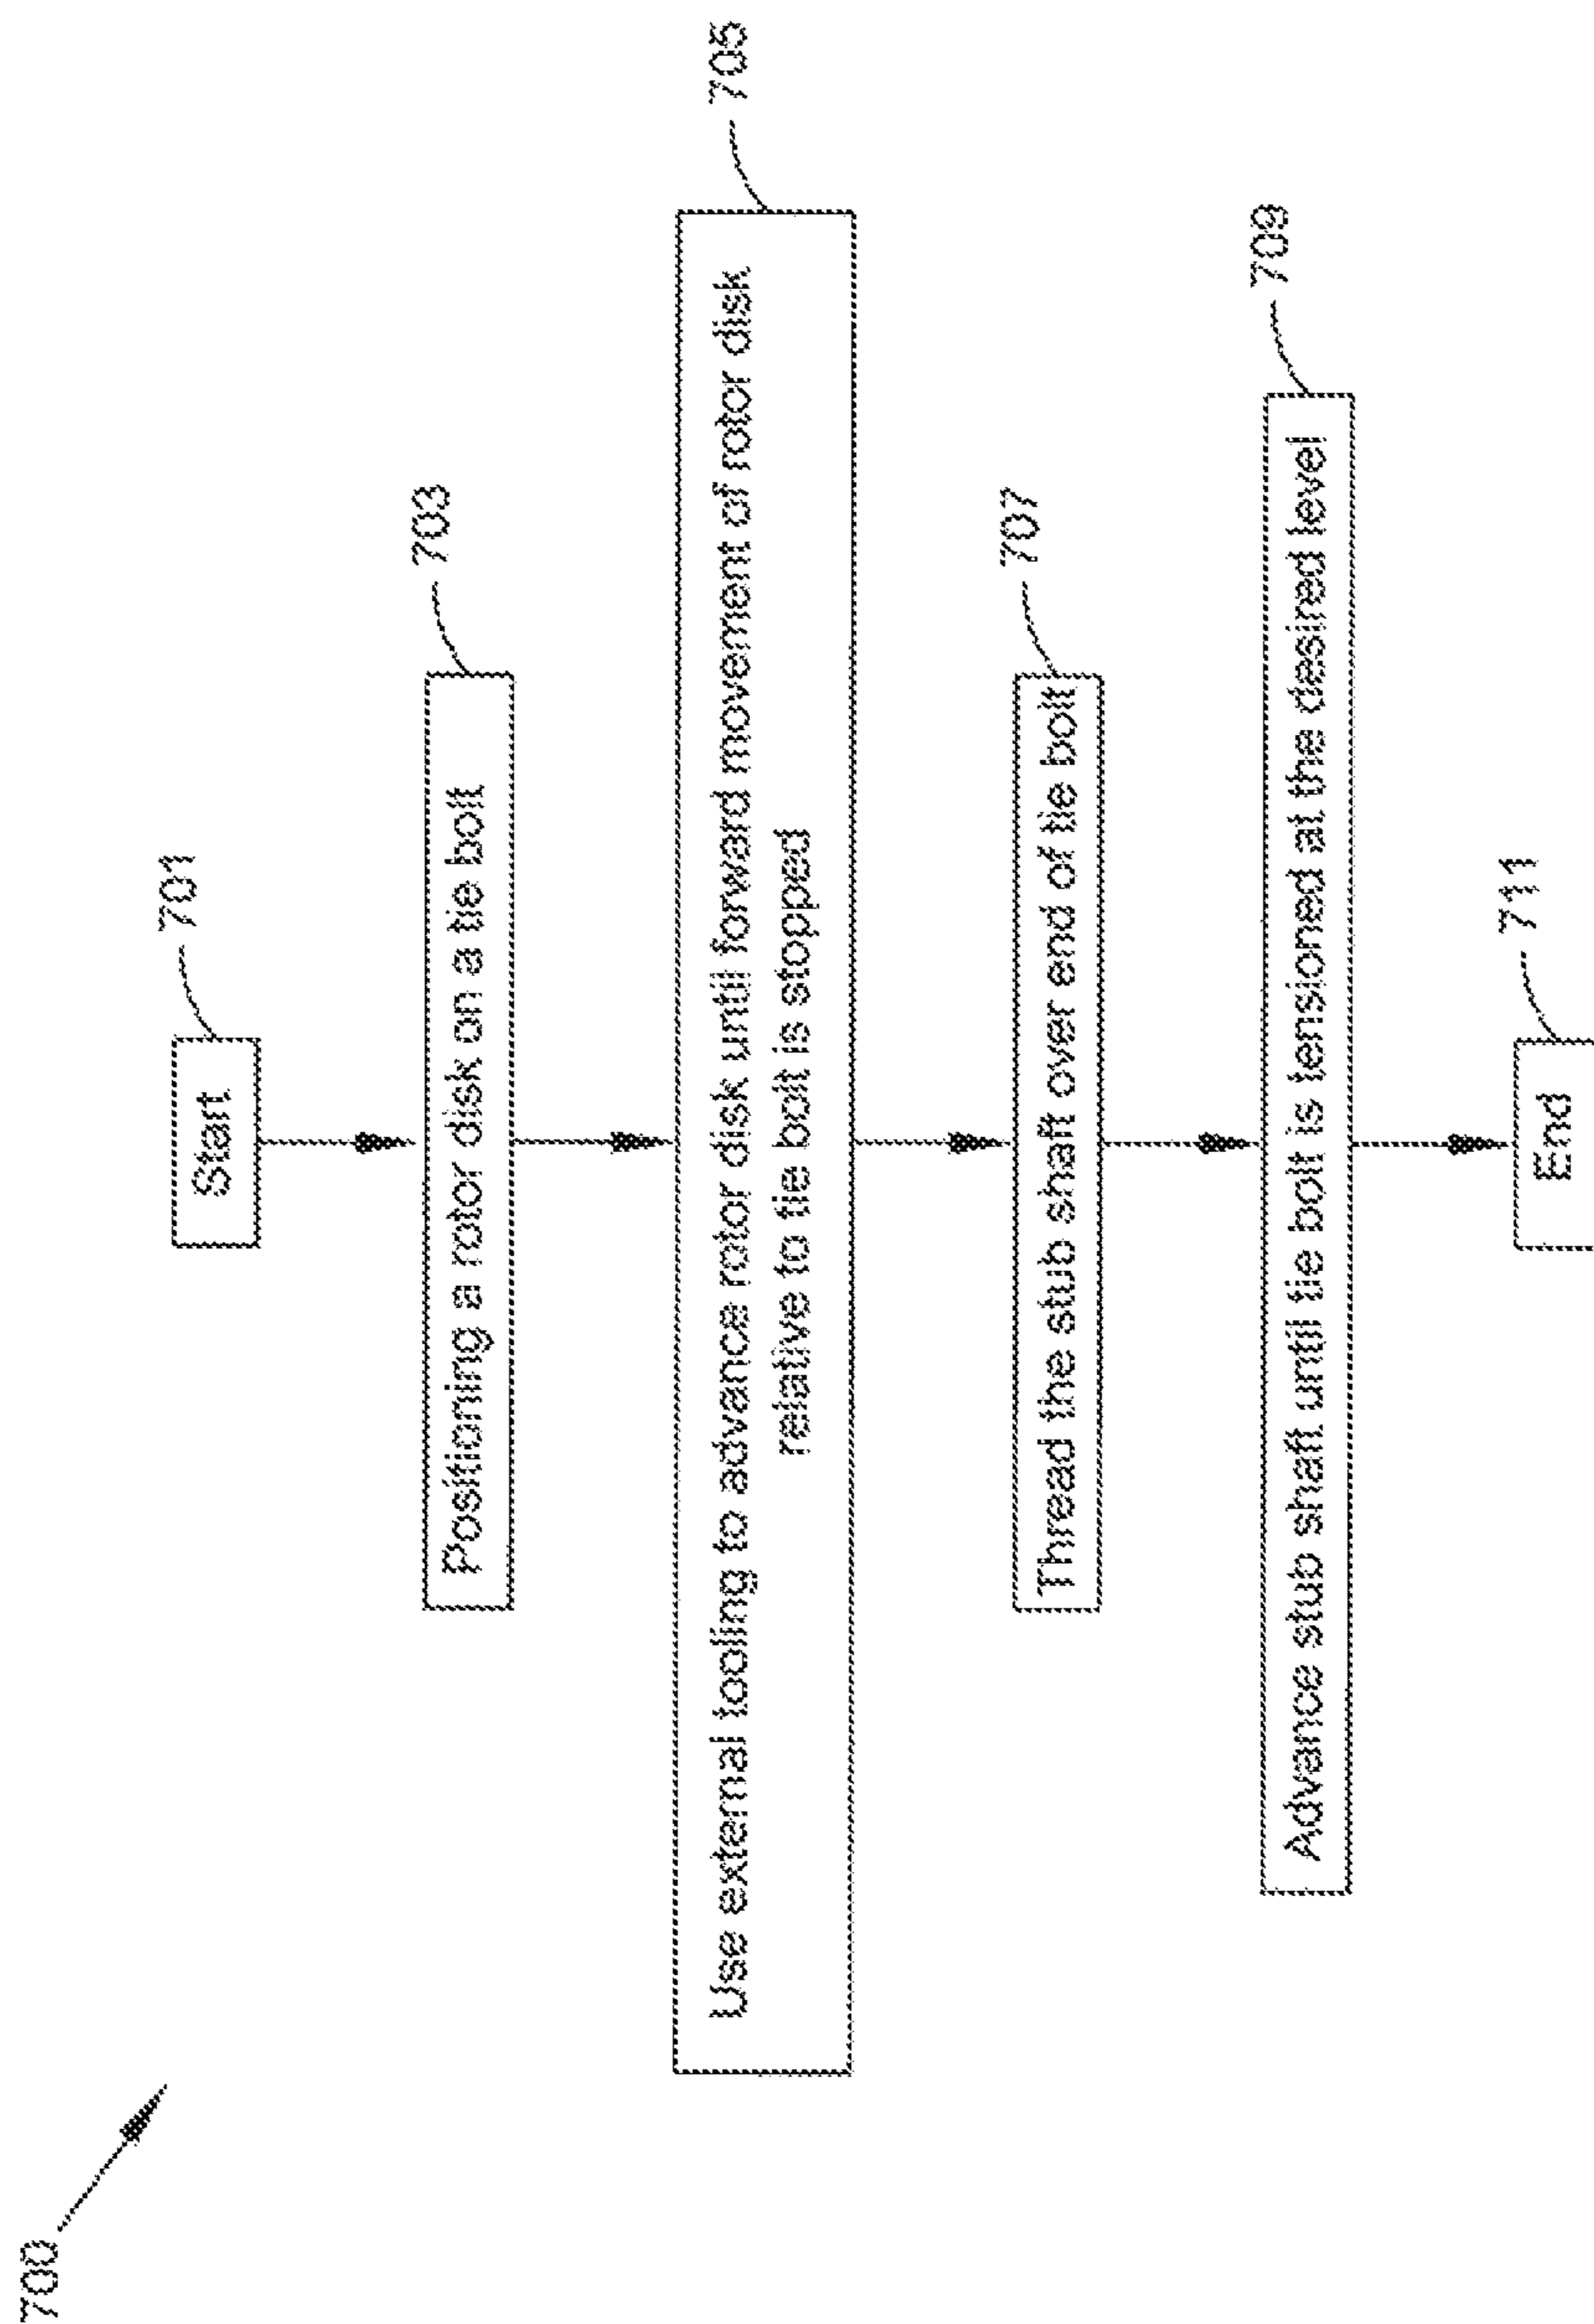 700
Start
701
Positioning a rotor disk on a tie bolt
703
Use external tooling to advance rotor disk until forward movement of rotor disk
relative to tie bolt is stopped
705
Thread the stub shaft over end of tie bolt
707
Advance stub shaft until tie bolt is tensioned at the desired level
709
End
711